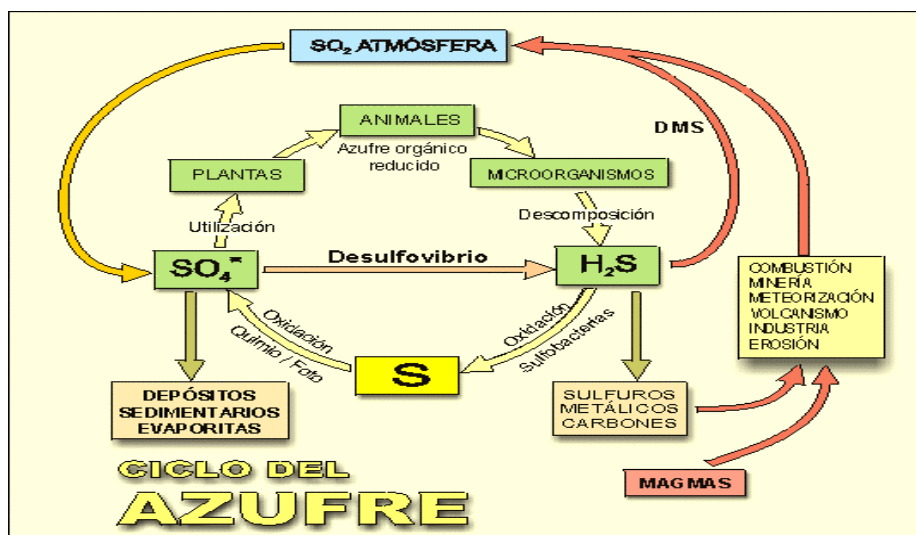 SO₂ ATMÓSFERA
DMS
ANIMALES
Azufre orgánico
reducido
PLANTAS
MICROORGANISMOS
Utilización
Descomposición
SO₄⁼
Desulfovibrio
H₂S
COMBUSTIÓN
MINERÍA
METEORIZACIÓN
VOLCANISMO
INDUSTRIA
EROSIÓN
Oxidación
Quimio / Foto
Oxidación
Sulfobacterias
S
DEPÓSITOS
SEDIMENTARIOS
EVAPORITAS
SULFUROS
METÁLICOS
CARBONES
MAGMAS
CICLO DEL
AZUFRE